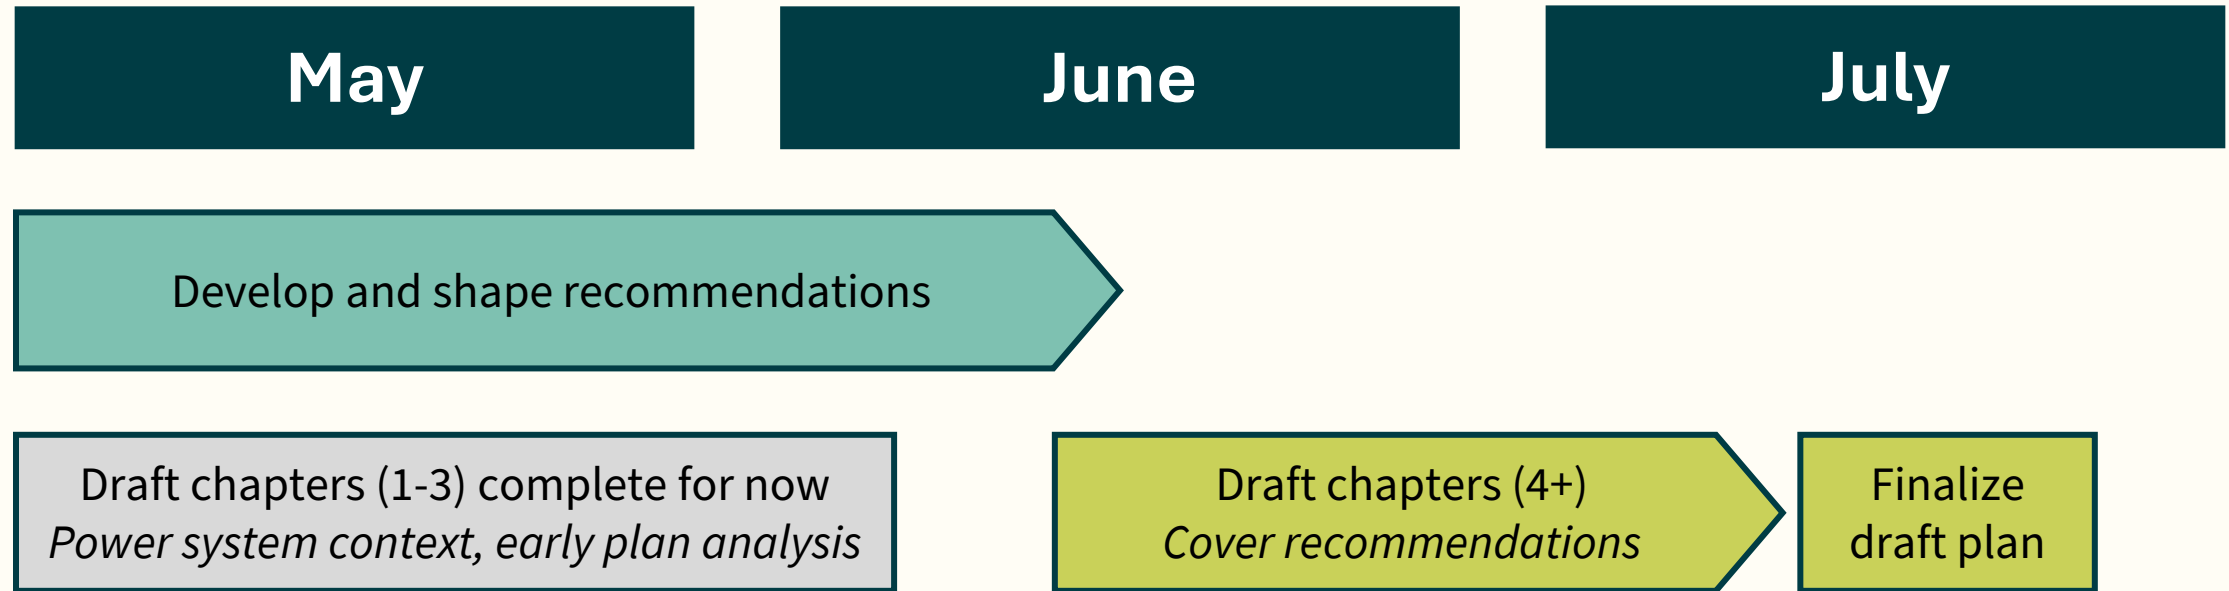 May
June
July
Develop and shape recommendations
Draft chapters (1-3) complete for now
Power system context, early plan analysis
Draft chapters (4+)
Cover recommendations
Finalize
draft plan